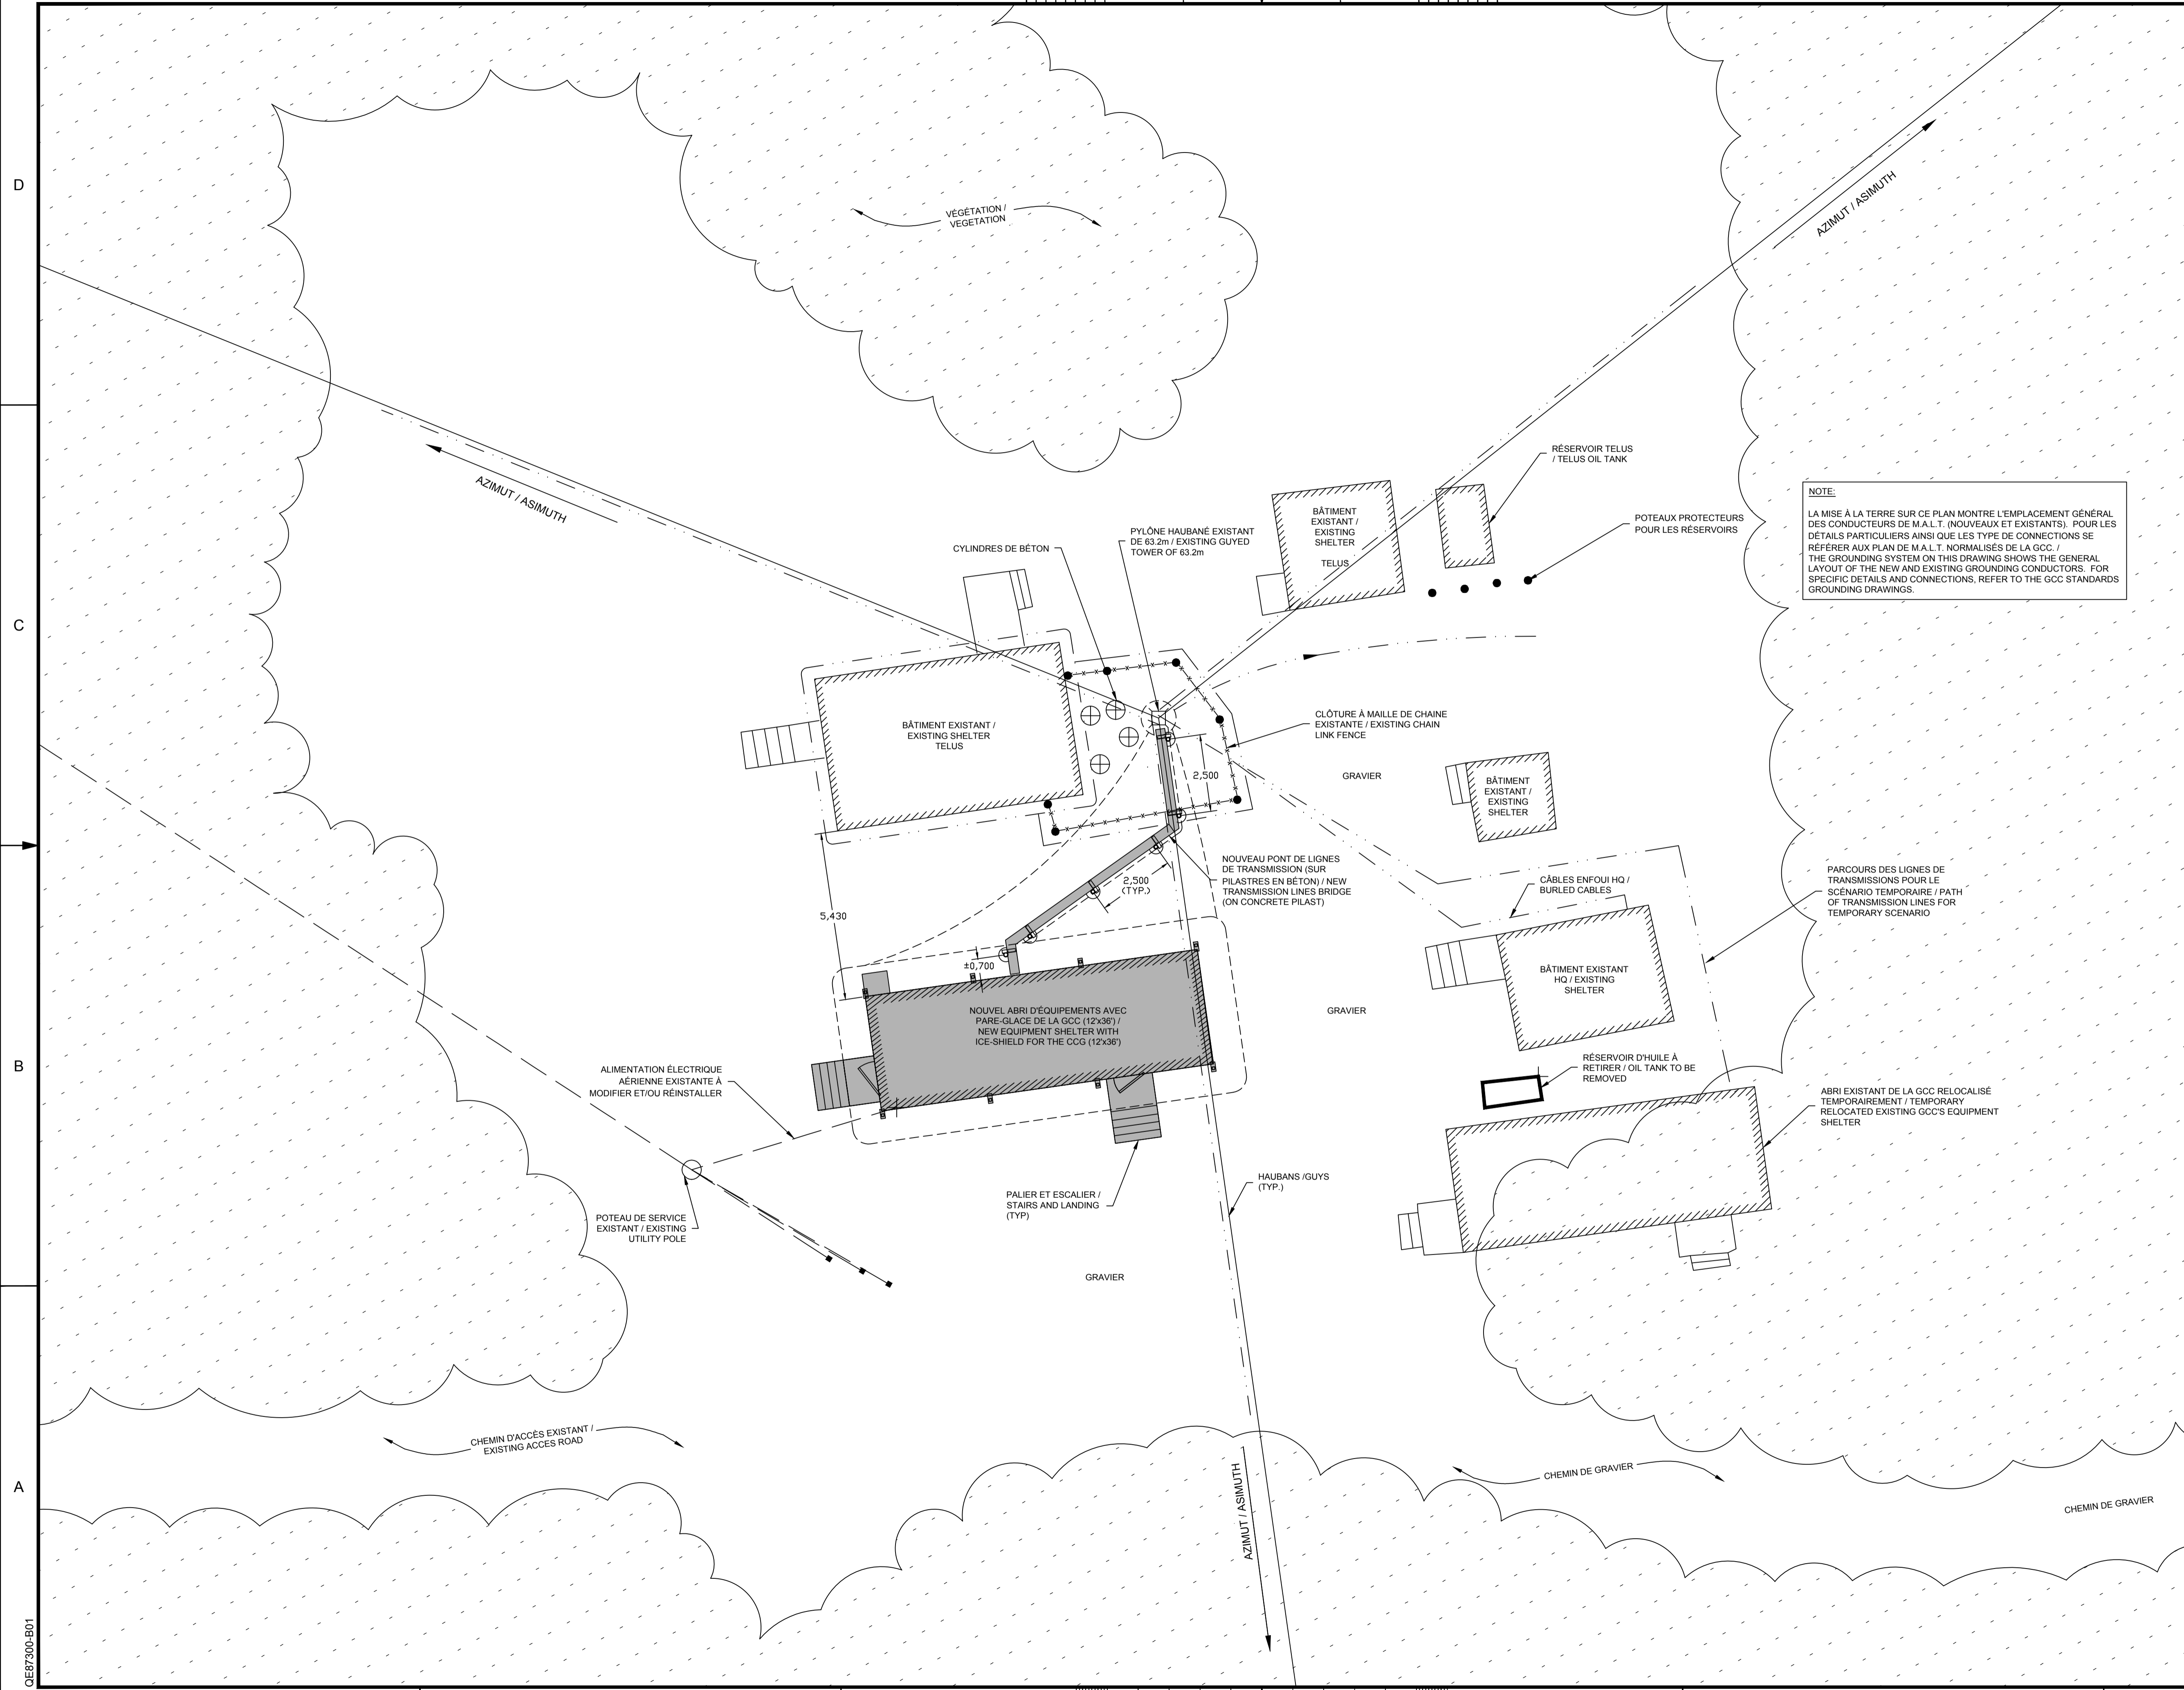 D
C
B
A
QE873000-B01
VÉGÉTATION /
VEGETATION
AZIMUT / ASIMUTH
AZIMUT / ASIMUTH
RÉSERVOIR TELUS
/ TELUS OIL TANK
NOTE:
LA MISE À LA TERRE SUR CE PLAN MONTRE L'EMPLACEMENT GÉNÉRAL
DES CONDUCTEURS DE M.A.L.T. (NOUVEAUX ET EXISTANTS). POUR LES
DÉTAILS PARTICULIERS AINSI QUE LES TYPE DE CONNECTIONS SE
RÉFÉRER AUX PLAN DE M.A.L.T. NORMALISÉS DE LA GCC. /
THE GROUNDING SYSTEM ON THIS DRAWING SHOWS THE GENERAL
LAYOUT OF THE NEW AND EXISTING GROUNDING CONDUCTORS. FOR
SPECIFIC DETAILS AND CONNECTIONS, REFER TO THE GCC STANDARDS
GROUNDING DRAWINGS.
BÂTIMENT
EXISTANT /
EXISTING
SHELTER
TELUS
POTEAUX PROTECTEURS
POUR LES RÉSERVOIRS
PYLÔNE HAUBANÉ EXISTANT
DE 63.2m / EXISTING GUYED
TOWER OF 63.2m
CYLINDRES DE BÉTON
BÂTIMENT EXISTANT /
EXISTING SHELTER
TELUS
CLÔTURE À MAILLE DE CHAINE
EXISTANTE / EXISTING CHAIN
LINK FENCE
2,500
GRAVIER
BÂTIMENT
EXISTANT /
EXISTING
SHELTER
NOUVEAU PONT DE LIGNES
DE TRANSMISSION (SUR
PILASTRES EN BÉTON) / NEW
TRANSMISSION LINES BRIDGE
(ON CONCRETE PILAST)
2,500
(TYP.)
CÂBLES ENFOUI HQ /
BURLED CABLES
PARCOURS DES LIGNES DE
TRANSMISSIONS POUR LE
SCÉNARIO TEMPORAIRE / PATH
OF TRANSMISSION LINES FOR
TEMPORARY SCENARIO
5,430
±0,700
BÂTIMENT EXISTANT
HQ / EXISTING
SHELTER
NOUVEL ABRI D'ÉQUIPEMENTS AVEC
PARE-GLACE DE LA GCC (12'x36') /
NEW EQUIPMENT SHELTER WITH
ICE-SHIELD FOR THE CCG (12'x36')
GRAVIER
ALIMENTATION ÉLECTRIQUE
AÉRIENNE EXISTANTE À
MODIFIER ET/OU RÉINSTALLER
RÉSERVOIR D'HUILE À
RETIRER / OIL TANK TO BE
REMOVED
ABRI EXISTANT DE LA GCC RELOCALISÉ
TEMPORAIREMENT / TEMPORARY
RELOCATED EXISTING GCC'S EQUIPMENT
SHELTER
HAUBANS /GUYS
(TYP.)
PALIER ET ESCALIER /
STAIRS AND LANDING
(TYP)
POTEAU DE SERVICE
EXISTANT / EXISTING
UTILITY POLE
GRAVIER
CHEMIN D'ACCÈS EXISTANT /
EXISTING ACCES ROAD
AZIMUT / ASIMUTH
CHEMIN DE GRAVIER
CHEMIN DE GRAVIER